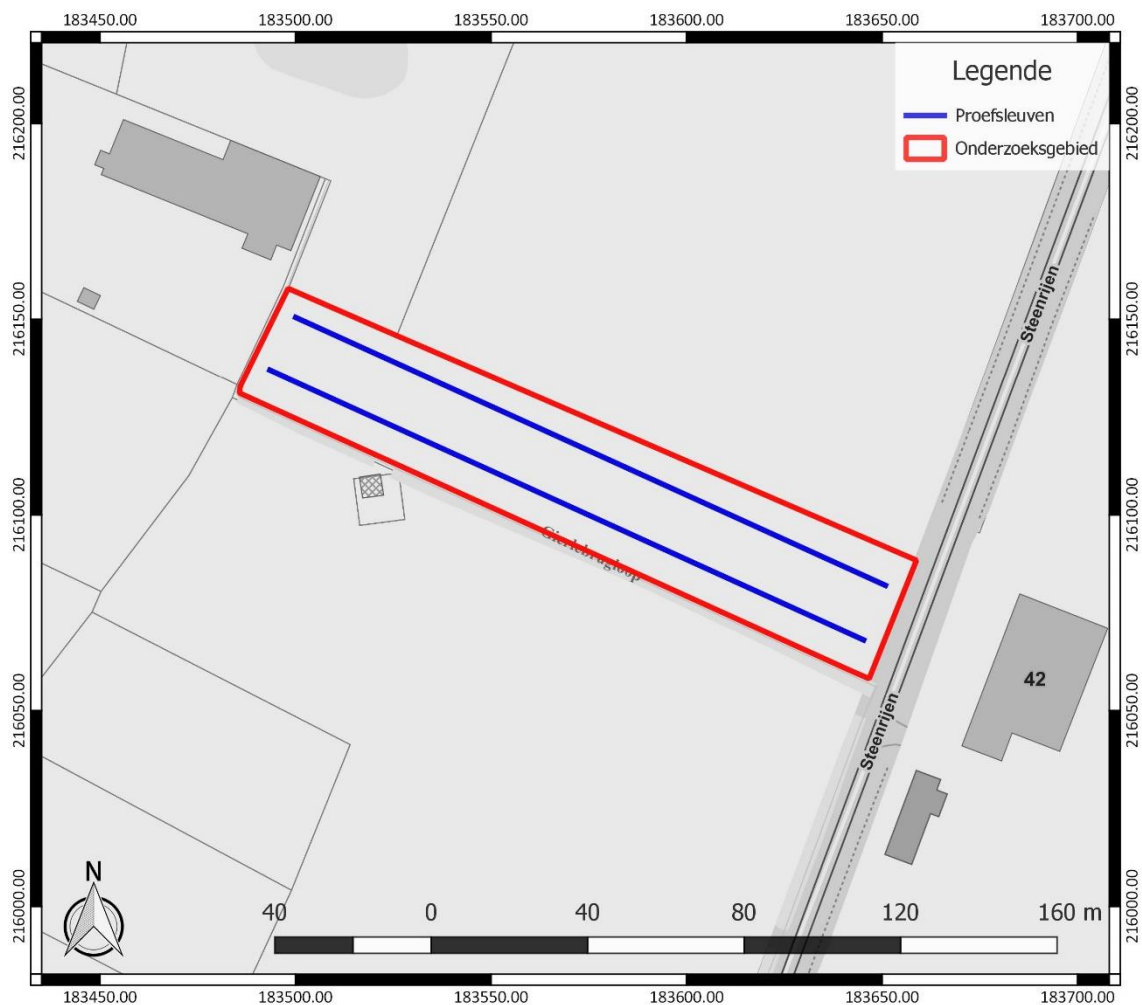 183450.00 183500.00 183550.00 183600.00 183650.00 183700.00
Legende
Proefsleuven
Onderzoeksgebied
216200.00
216200.00
216150.00
216150.00
216100.00
216100.00
216050.00
216050.00
216000.00
216000.00
Steenrijen
Gierlebrugloop
42
Steenrijen
N
40 0 40 80 120 160 m
183450.00 183500.00 183550.00 183600.00 183650.00 183700.00